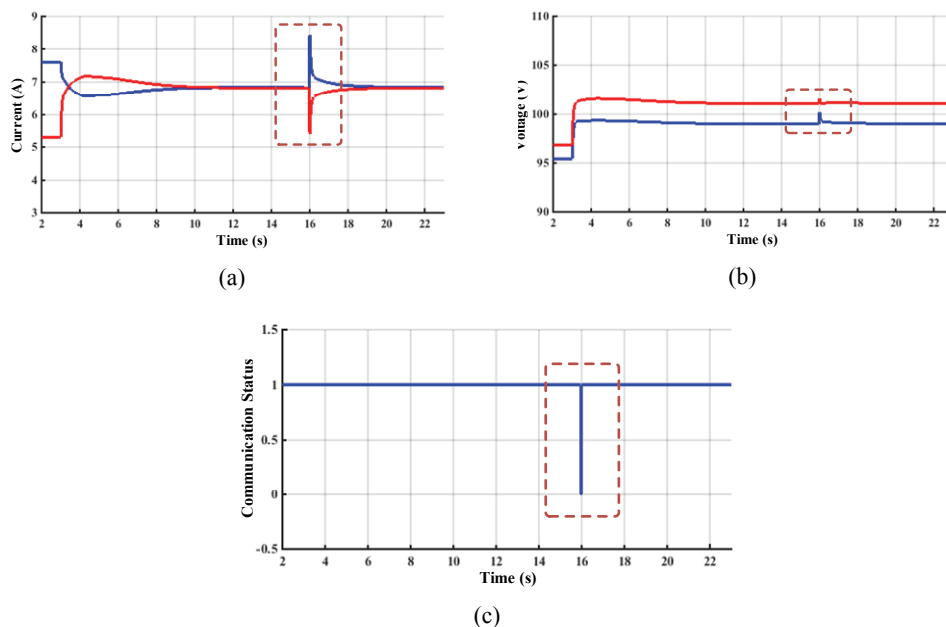 9
8
7
6
5
4
3
Current (A)
2 4 6 8 10 12 14 16 18 20 22
Time (s)
(a)
110
105
100
95
90
Voltage (V)
2 4 6 8 10 12 14 16 18 20 22
Time (s)
(b)
1.5
1
0.5
0
-0.5
Communication Status
2 4 6 8 10 12 14 16 18 20 22
Time (s)
(c)